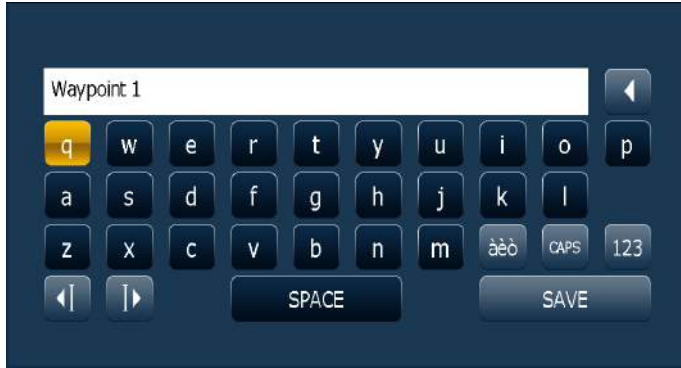 Waypoint 1
q w e r t y u i o p
a s d f g h j k l
z x c v b n m àèò CAPS 123
SPACE SAVE